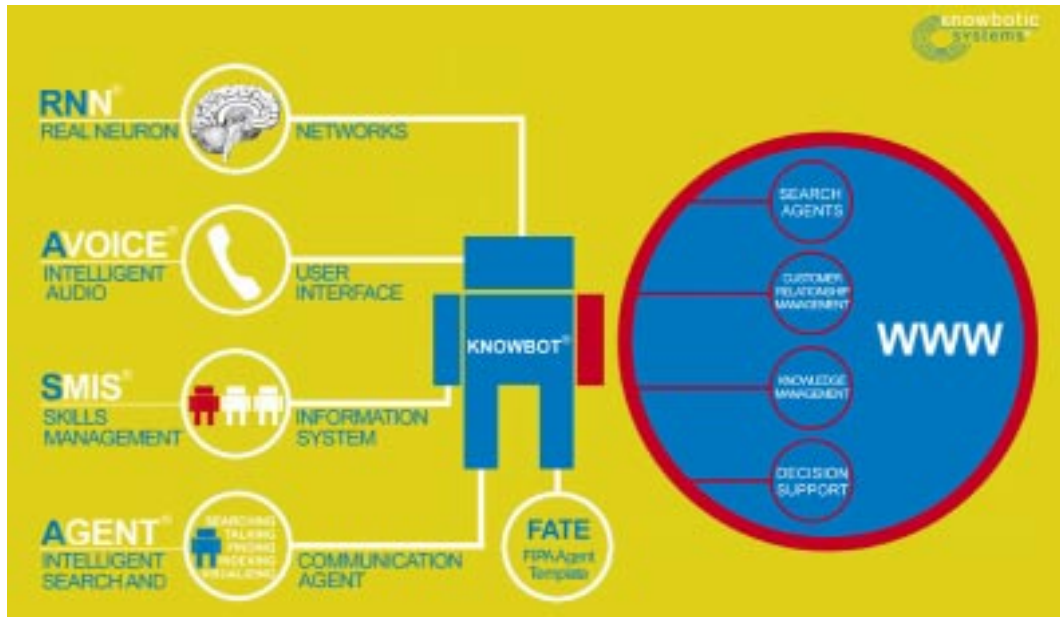 knowbotic
systems®
RNN®
REAL NEURON
NETWORKS
AVOICE®
INTELLIGENT
AUDIO
USER
INTERFACE
SMIS®
SKILLS
MANAGEMENT
INFORMATION
SYSTEM
AGENT®
INTELLIGENT
SEARCH AND
SEARCHING
TALKING
FINDING
INDEXING
VISUALIZING
COMMUNICATION
AGENT
KNOWBOT®
FATE
FIPA Agent
Template
SEARCH
AGENTS
CUSTOMER
RELATIONSHIP
MANAGEMENT
KNOWLEDGE
MANAGEMENT
DECISION
SUPPORT
WWW